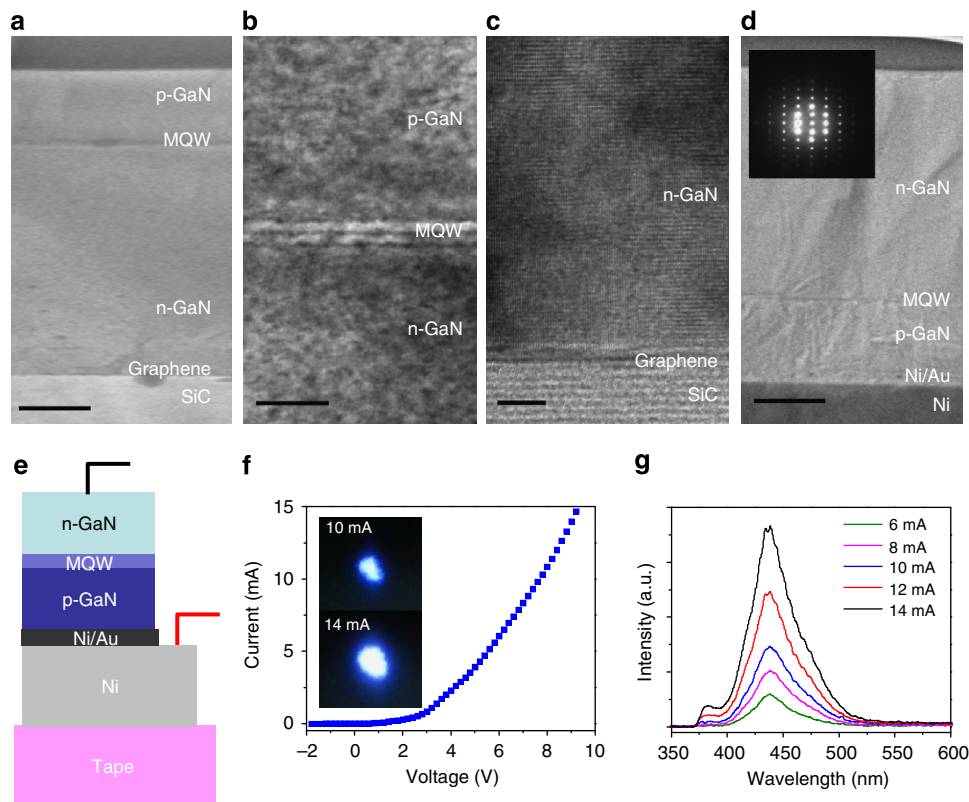 a
p-GaN
MQW
n-GaN
Graphene
SiC
b
p-GaN
MQW
n-GaN
c
n-GaN
Graphene
SiC
d
n-GaN
MQW
p-GaN
Ni/Au
Ni
e
n-GaN
MQW
p-GaN
Ni/Au
Ni
Tape
f
15
10
5
0
Current (mA)
10 mA
14 mA
–2 0 2 4 6 8 10
Voltage (V)
g
Intensity (a.u.)
6 mA
8 mA
10 mA
12 mA
14 mA
350 400 450 500 550 600
Wavelength (nm)